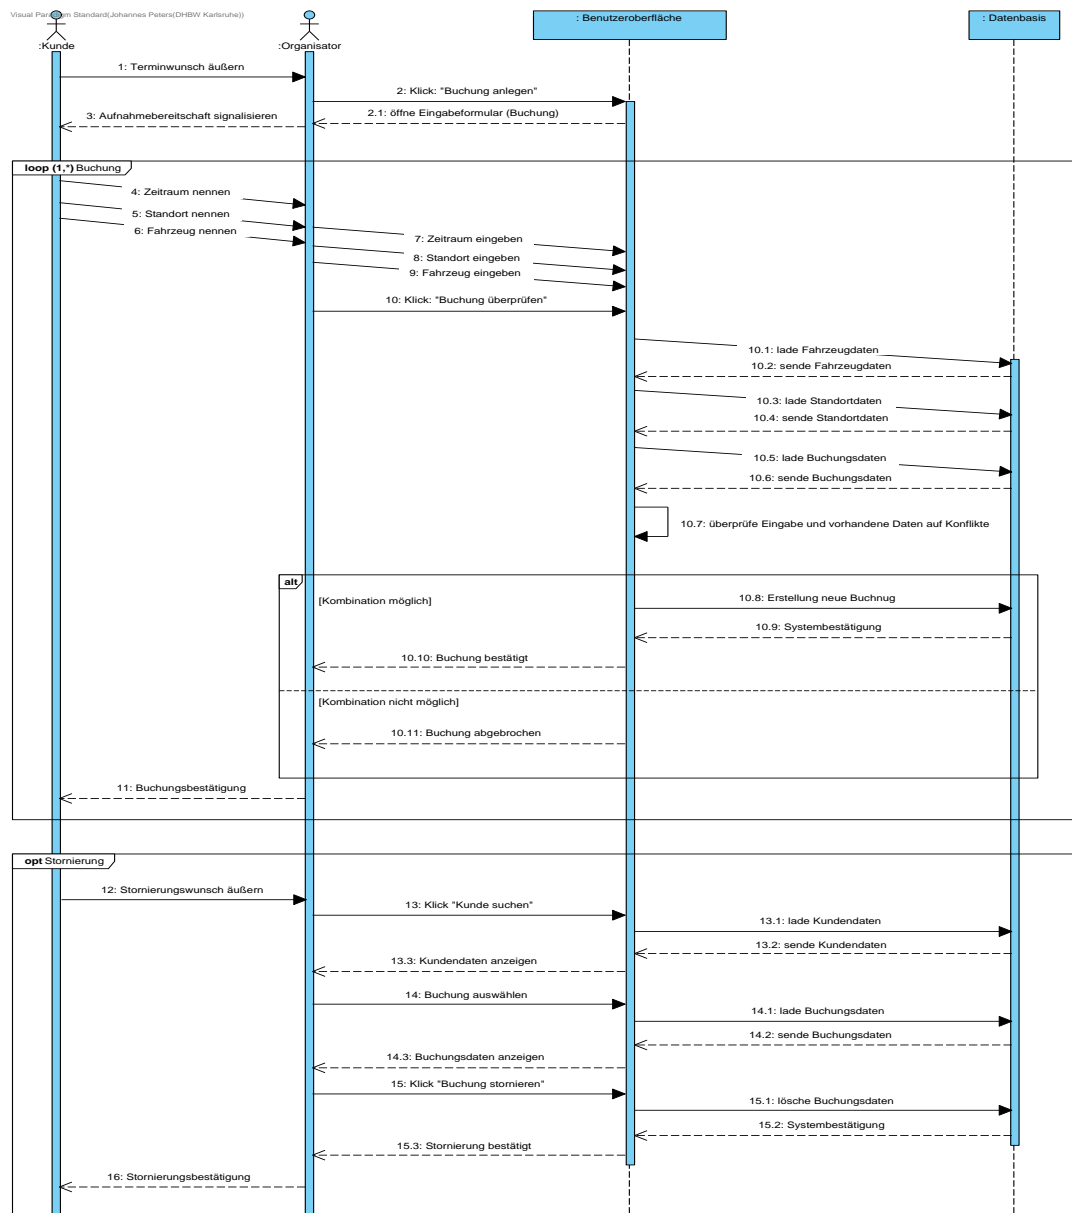 Visual Paradigm Standard(Johannes Peters(DHBW Karlsruhe))
:Kunde
:Organisator
: Benutzeroberfläche
: Datenbasis
1: Terminwunsch äußern
2: Klick: "Buchung anlegen"
2.1: öffne Eingabeformular (Buchung)
3: Aufnahmebereitschaft signalisieren
loop (1,*) Buchung
4: Zeitraum nennen
5: Standort nennen
6: Fahrzeug nennen
7: Zeitraum eingeben
8: Standort eingeben
9: Fahrzeug eingeben
10: Klick: "Buchung überprüfen"
10.1: lade Fahrzeugdaten
10.2: sende Fahrzeugdaten
10.3: lade Standortdaten
10.4: sende Standortdaten
10.5: lade Buchungsdaten
10.6: sende Buchungsdaten
10.7: überprüfe Eingabe und vorhandene Daten auf Konflikte
alt
[Kombination möglich]
10.8: Erstellung neue Buchnug
10.9: Systembestätigung
10.10: Buchung bestätigt
[Kombination nicht möglich]
10.11: Buchung abgebrochen
11: Buchungsbestätigung
opt Stornierung
12: Stornierungswunsch äußern
13: Klick "Kunde suchen"
13.1: lade Kundendaten
13.2: sende Kundendaten
13.3: Kundendaten anzeigen
14: Buchung auswählen
14.1: lade Buchungsdaten
14.2: sende Buchungsdaten
14.3: Buchungsdaten anzeigen
15: Klick "Buchung stornieren"
15.1: lösche Buchungsdaten
15.2: Systembestätigung
15.3: Stornierung bestätigt
16: Stornierungsbestätigung